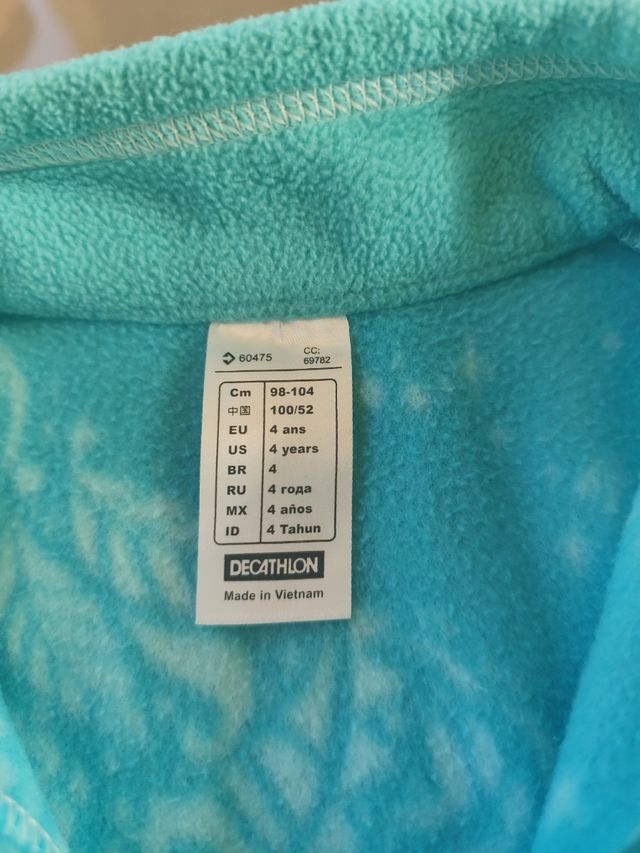 60475 CC:
69782
Cm 98-104
中国 100/52
EU 4 ans
US 4 years
BR 4
RU 4 года
MX 4 años
ID 4 Tahun
DECATHLON
Made in Vietnam